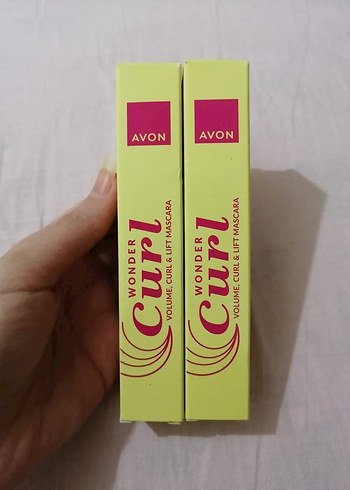 AVON
WONDER
Curl
VOLUME, CURL & LIFT MASCARA
AVON
WONDER
Curl
VOLUME, CURL & LIFT MASCARA